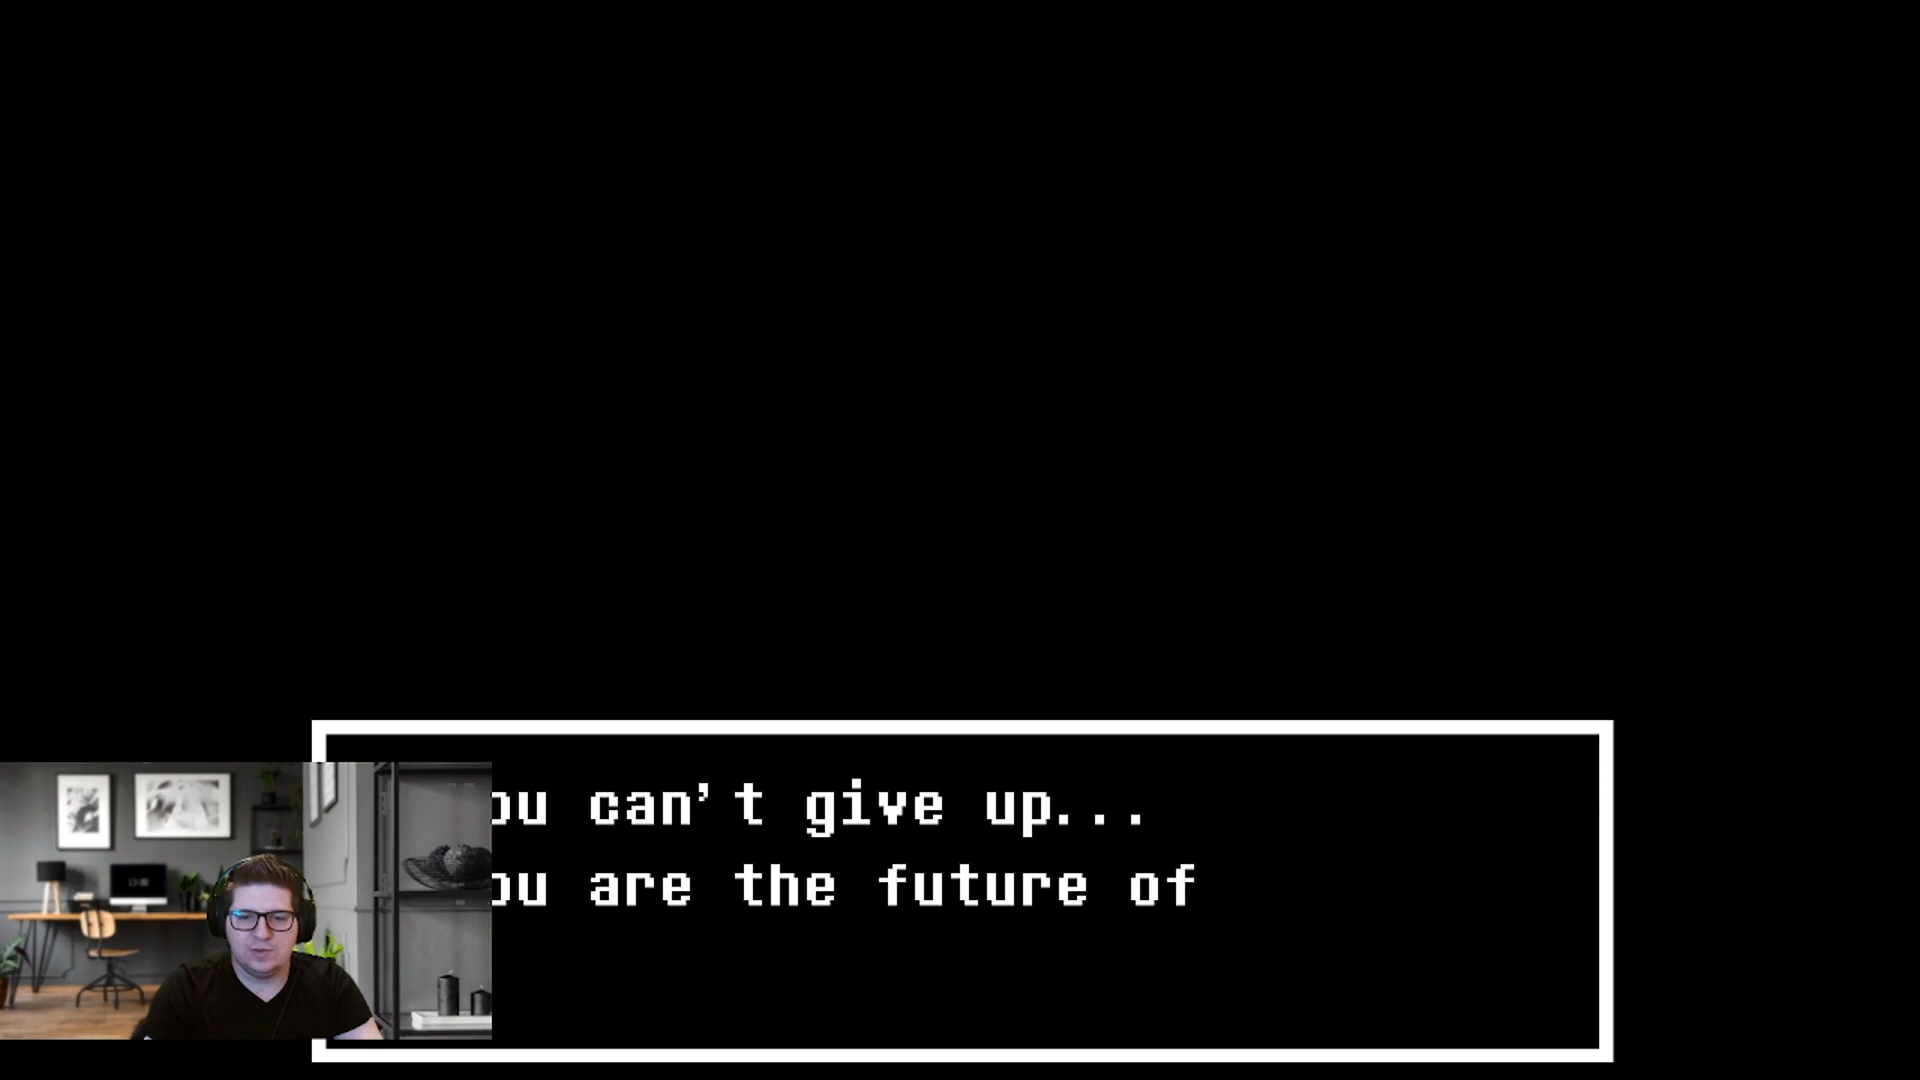 ou can't give up...
ou are the future of